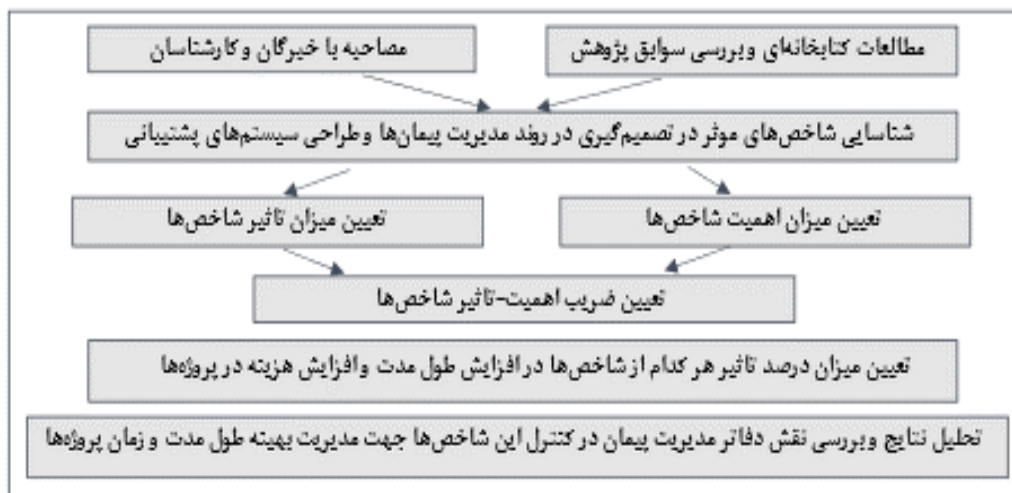 مطالعات کتابخانه‌ای وبررسی سوابق پژوهش
مصاحبه با خبرگان و کارشناسان
شناسایی شاخص‌های موثر در تصمیم‌گیری در روند مدیریت پیمان‌ها وطراحی سیستم‌های پشتیبانی
تعیین میزان اهمیت شاخص‌ها
تعیین میزان تاثیر شاخص‌ها
تعیین ضریب اهمیت-تاثیر شاخص‌ها
تعیین میزان درصد تاثیر هر کدام از شاخص‌ها در افزایش طول مدت وافزایش هزینه در پروژه‌ها
تحلیل نتایج وبررسی نقش دفاتر مدیریت پیمان در کنترل این شاخص‌ها جهت مدیریت بهینه طول مدت و زمان پروژه‌ها